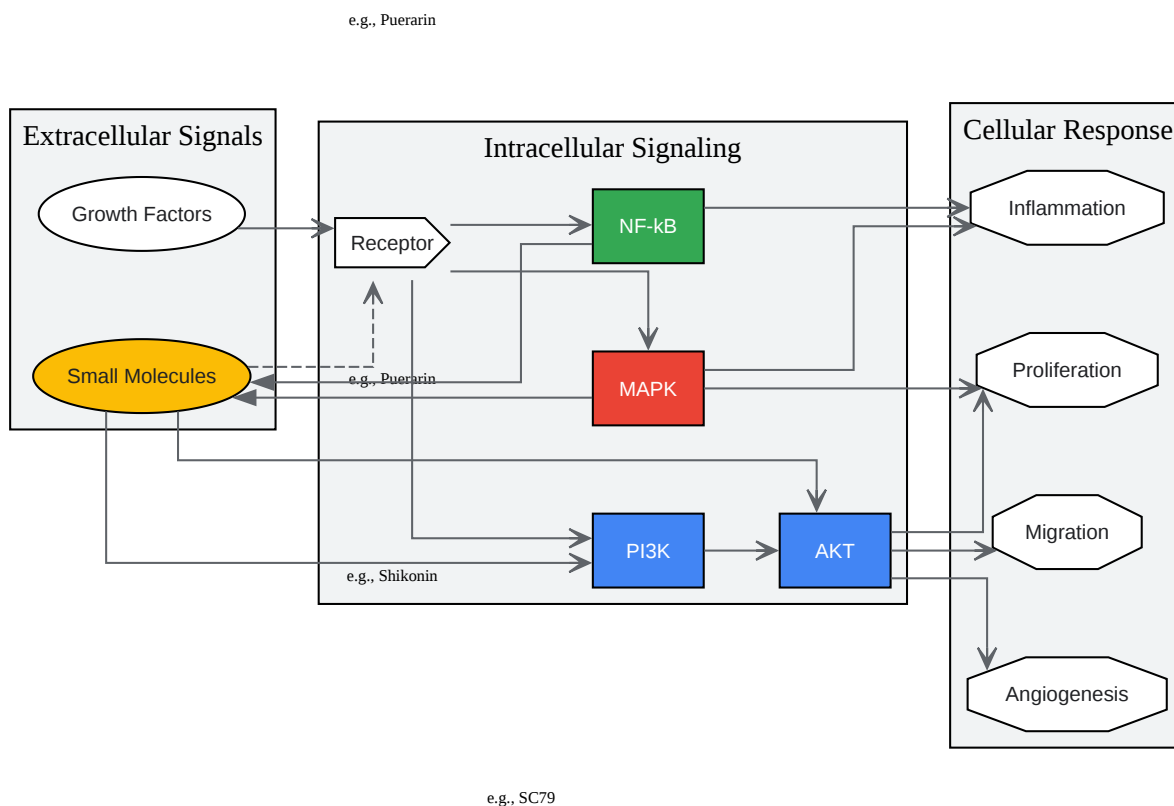 e.g., Puerarin
Extracellular Signals
Intracellular Signaling
Cellular Response
Growth Factors
Receptor
NF-kB
Inflammation
Small Molecules
e.g., Puerarin
MAPK
Proliferation
PI3K
AKT
Migration
e.g., Shikonin
Angiogenesis
e.g., SC79